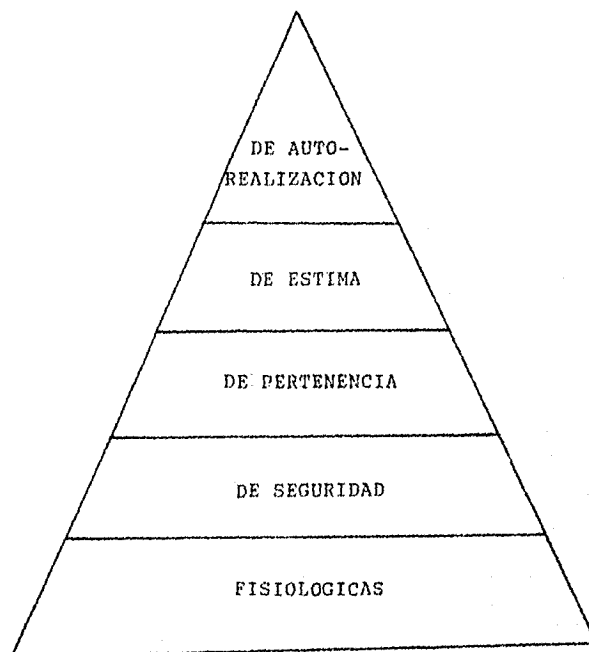 DE AUTO-
REALIZACION
DE ESTIMA
DE PERTENENCIA
DE SEGURIDAD
FISIOLOGICAS